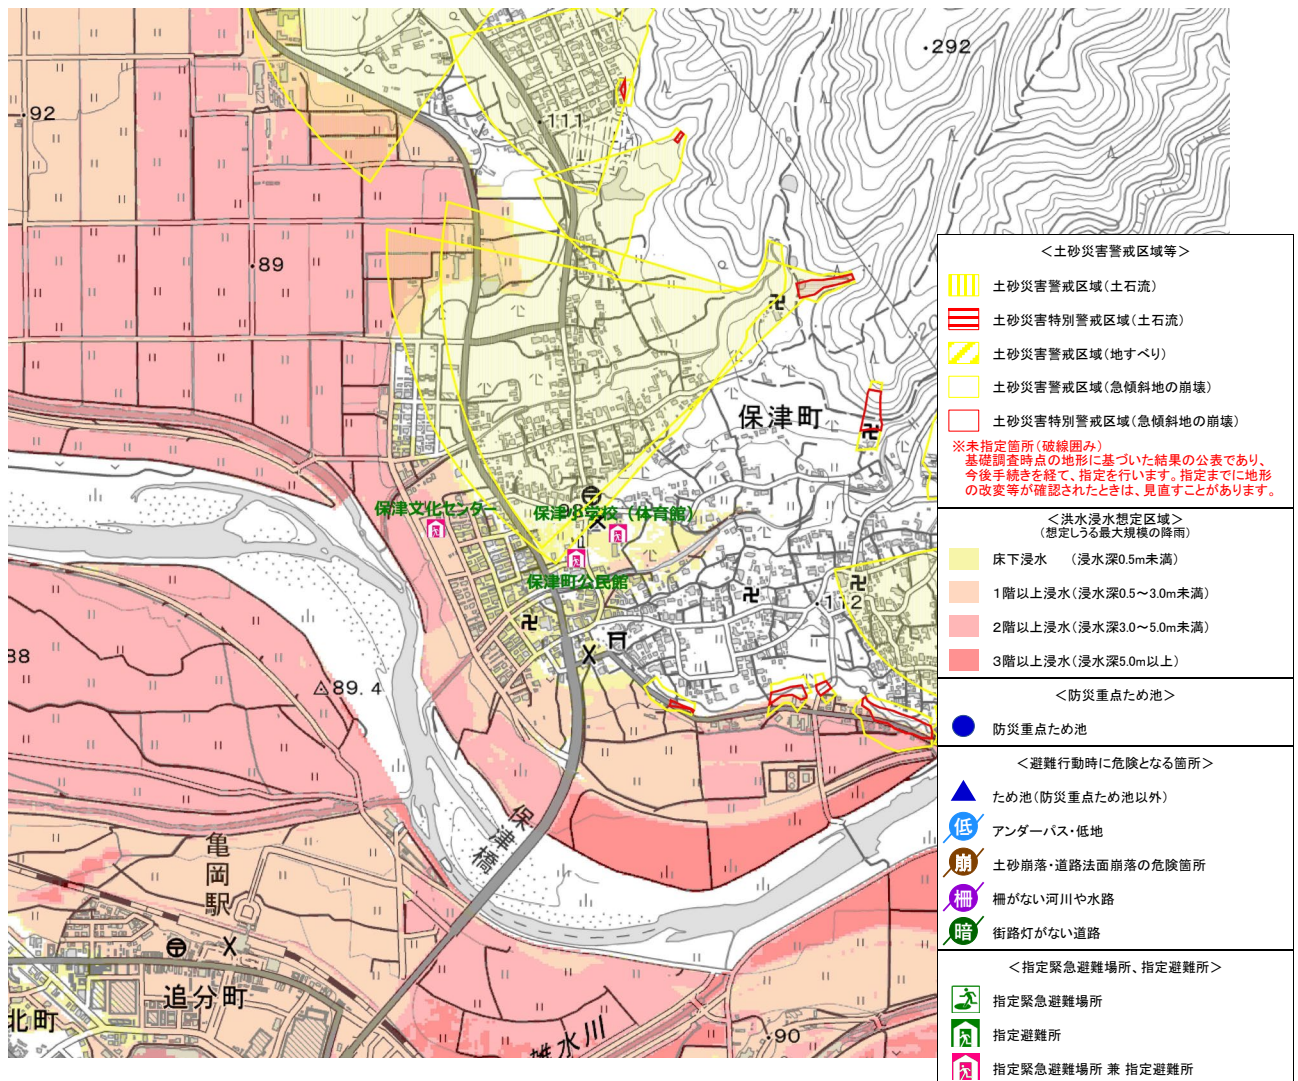 292
92
111
89
保津町
保津文化センター
保津小学校（体育館）
保津町公民館
112
88
89.4
保津橋
亀岡駅
追分町
北町
雑水川
90
＜土砂災害警戒区域等＞
土砂災害警戒区域（土石流）
土砂災害特別警戒区域（土石流）
土砂災害警戒区域（地すべり）
土砂災害警戒区域（急傾斜地の崩壊）
土砂災害特別警戒区域（急傾斜地の崩壊）
※未指定箇所（破線囲み）
基礎調査時点の地形に基づいた結果の公表であり、
今後手続きを経て、指定を行います。指定までに地形
の改変等が確認されたときは、見直すことがあります。
＜洪水浸水想定区域＞
（想定しうる最大規模の降雨）
床下浸水　（浸水深0.5m未満）
１階以上浸水（浸水深0.5～3.0m未満）
２階以上浸水（浸水深3.0～5.0m未満）
３階以上浸水（浸水深5.0m以上）
＜防災重点ため池＞
防災重点ため池
＜避難行動時に危険となる箇所＞
ため池（防災重点ため池以外）
低 アンダーパス・低地
崩 土砂崩落・道路法面崩落の危険箇所
柵 柵がない河川や水路
暗 街路灯がない道路
＜指定緊急避難場所、指定避難所＞
指定緊急避難場所
指定避難所
指定緊急避難場所 兼 指定避難所